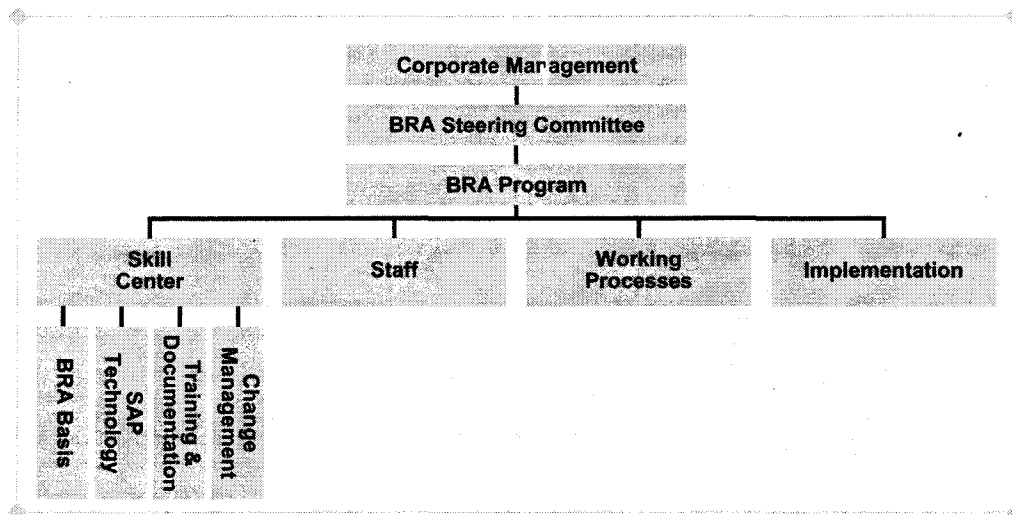 Corporate Management
BRA Steering Committee
BRA Program
Skill
Center
Staff
Working
Processes
Implementation
BRA Basis
SAP
Technology
Training &
Documentation
Change
Management